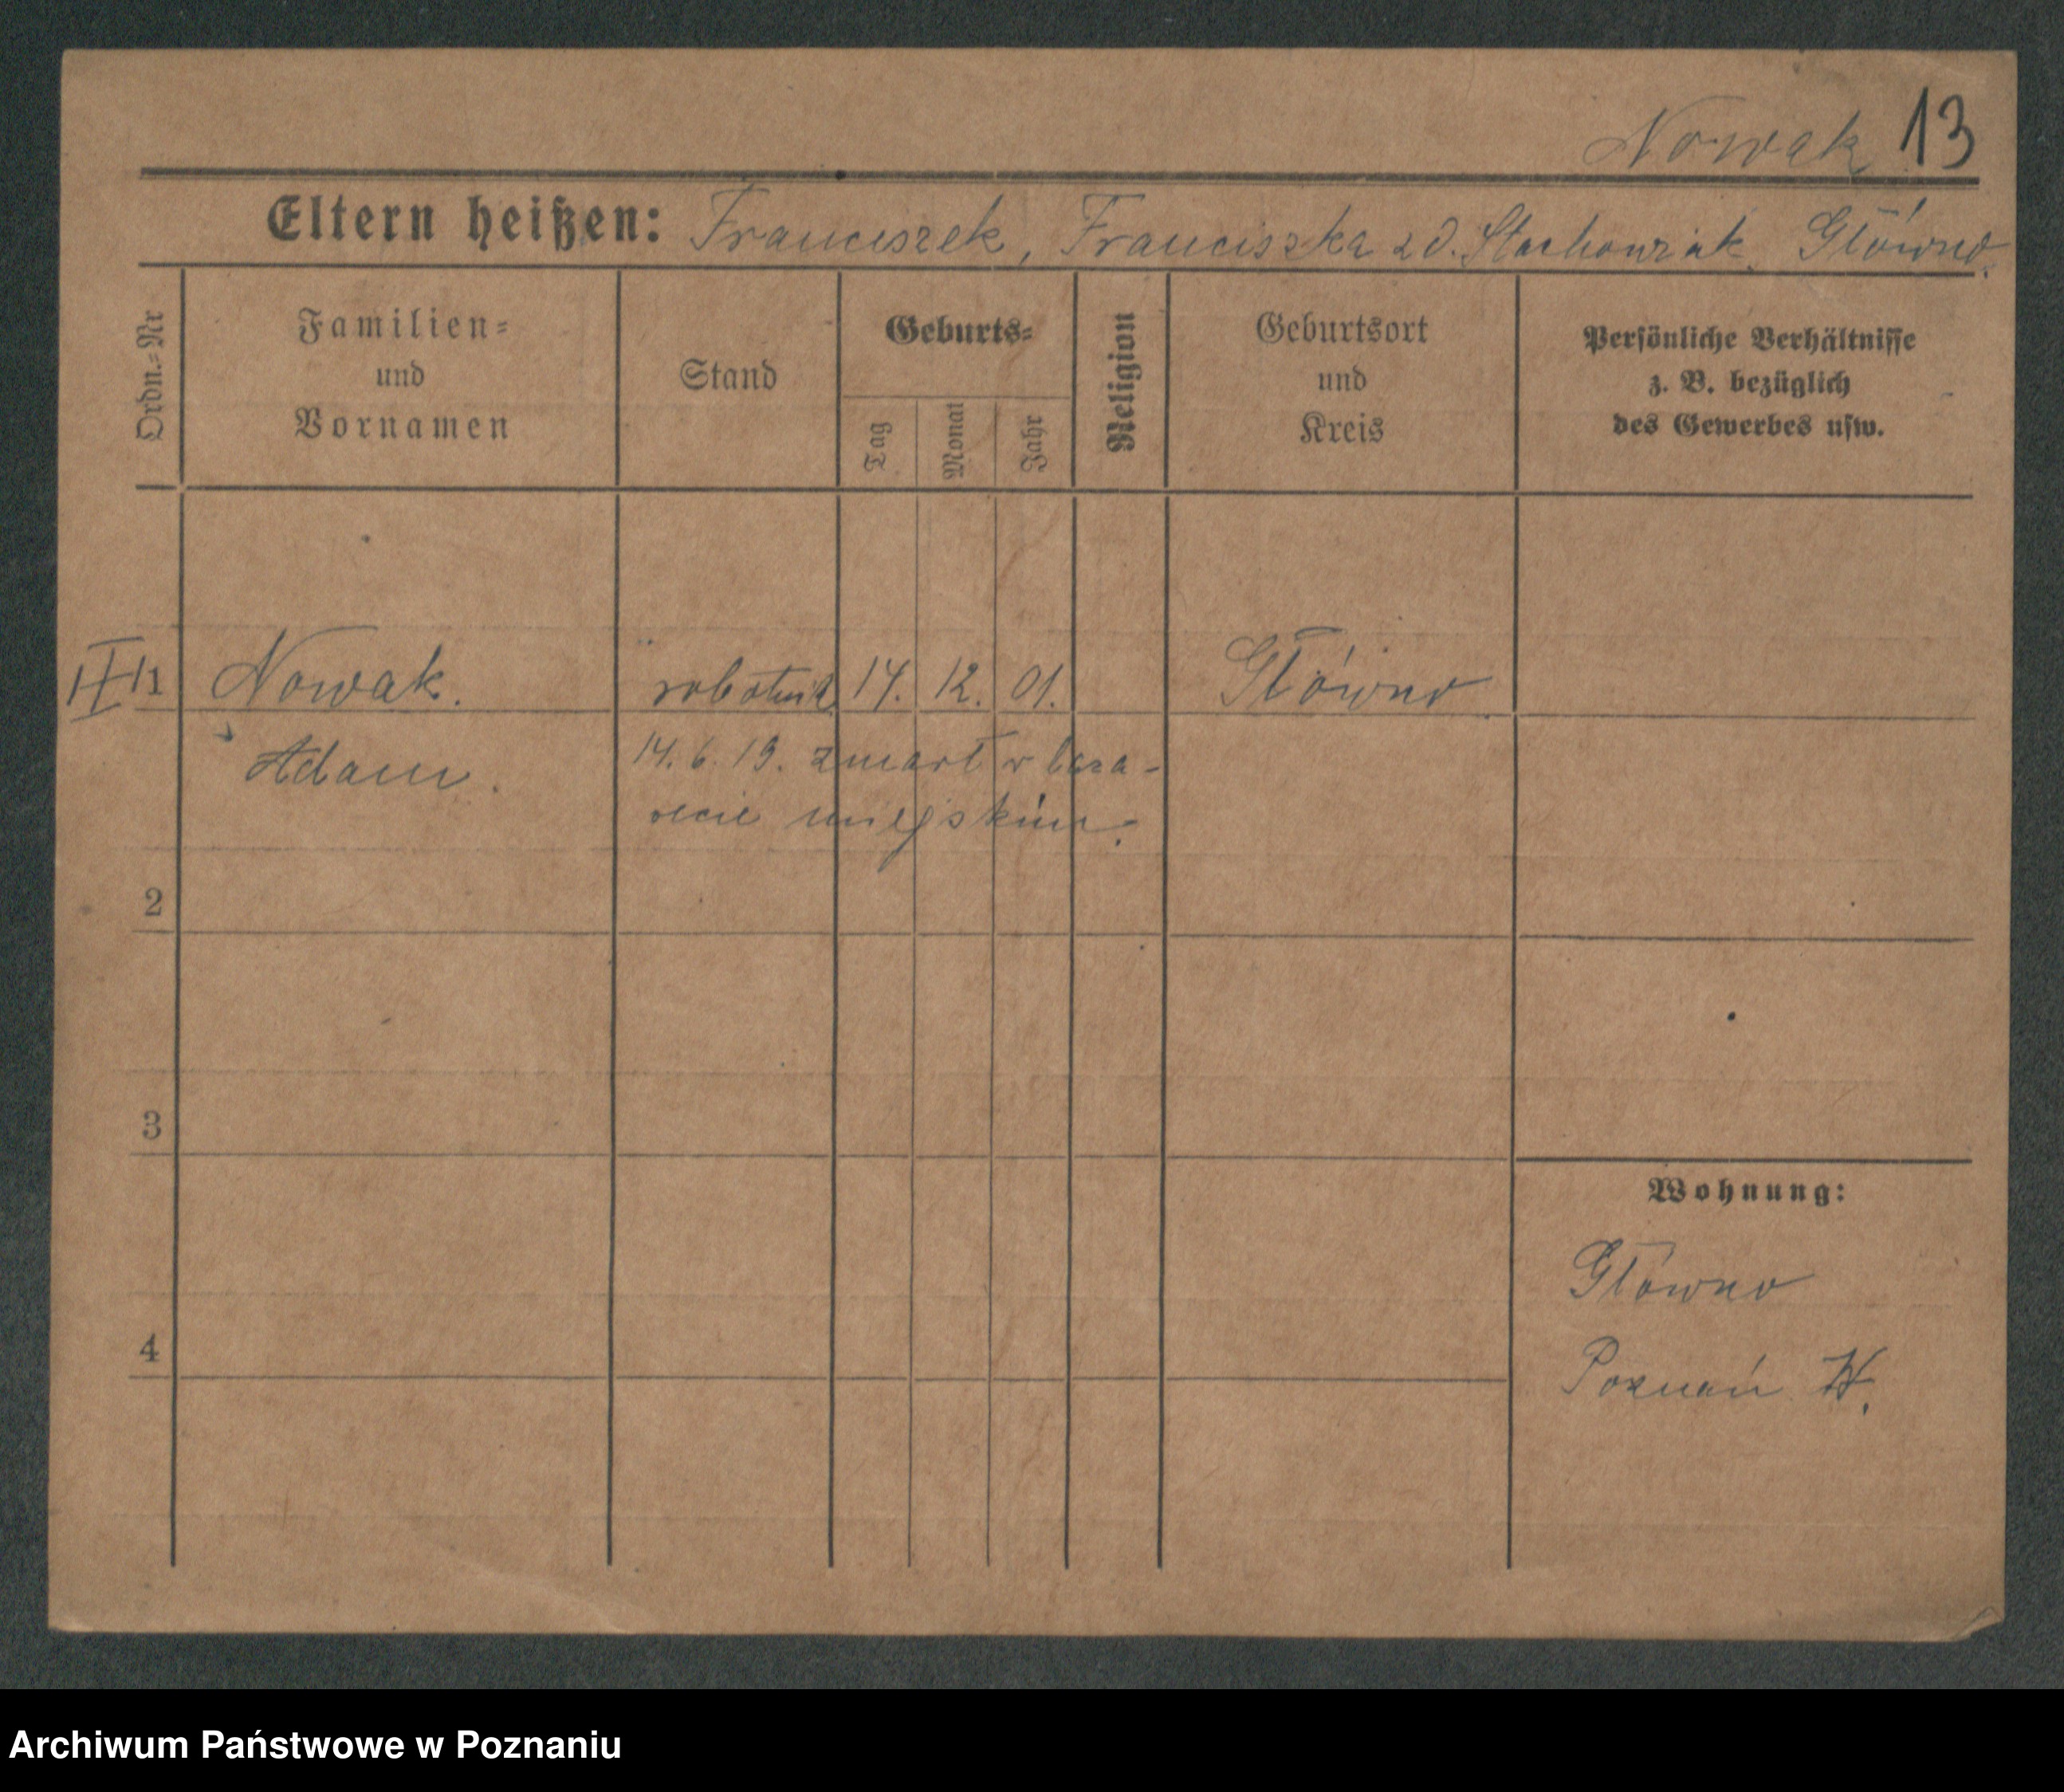 Nowak 13
Eltern heißen: Franciszek, Franciszka z d. Stachowiak. Główno.
Ordn.-Nr
Familien-
und
Vornamen
Stand
Geburts-
Tag
Monat
Jahr
Religion
Geburtsort
und
Kreis
Persönliche Verhältnisse
z. B. bezüglich
des Gewerbes usw.
1 Nowak. robotnik 14. 12. 01. Główno
Adam.
14. 6. 19. zmarł w laza-
recie miejskim.
2
3
4
Wohnung:
Główno
Poznań W.
Archiwum Państwowe w Poznaniu